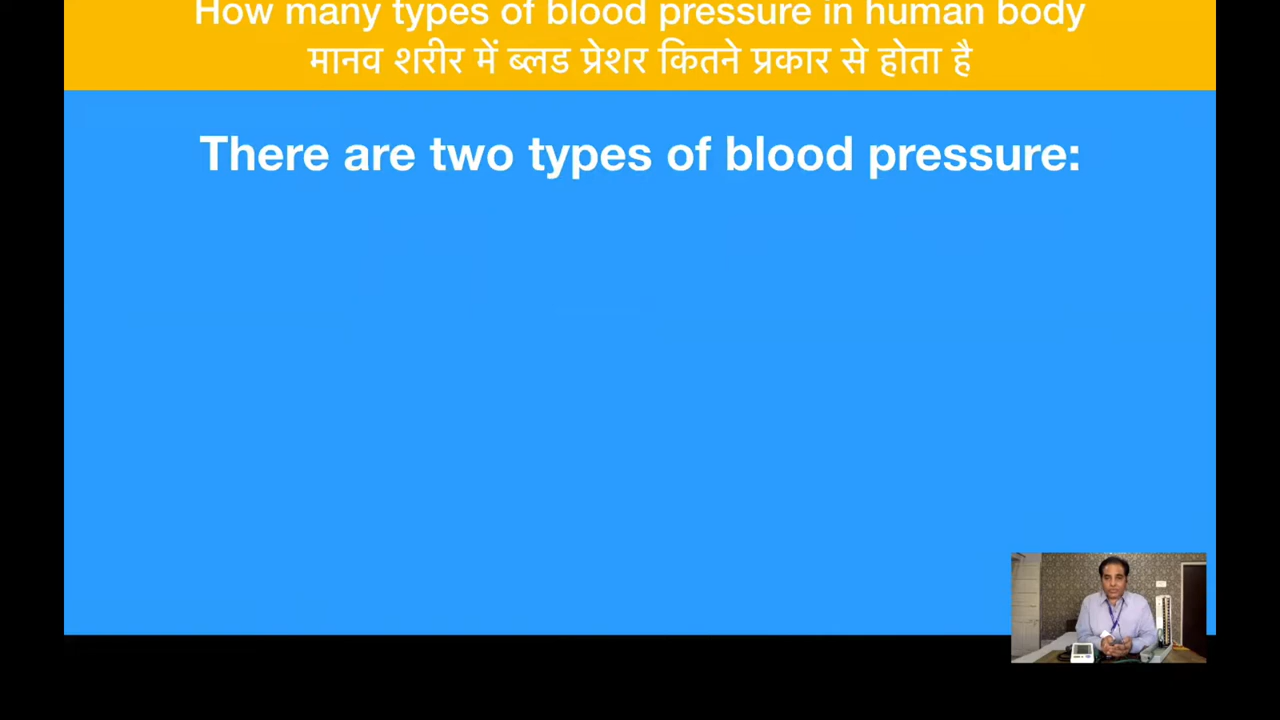 How many types of blood pressure in human body
मानव शरीर में ब्लड प्रेशर कितने प्रकार से होता है
There are two types of blood pressure: